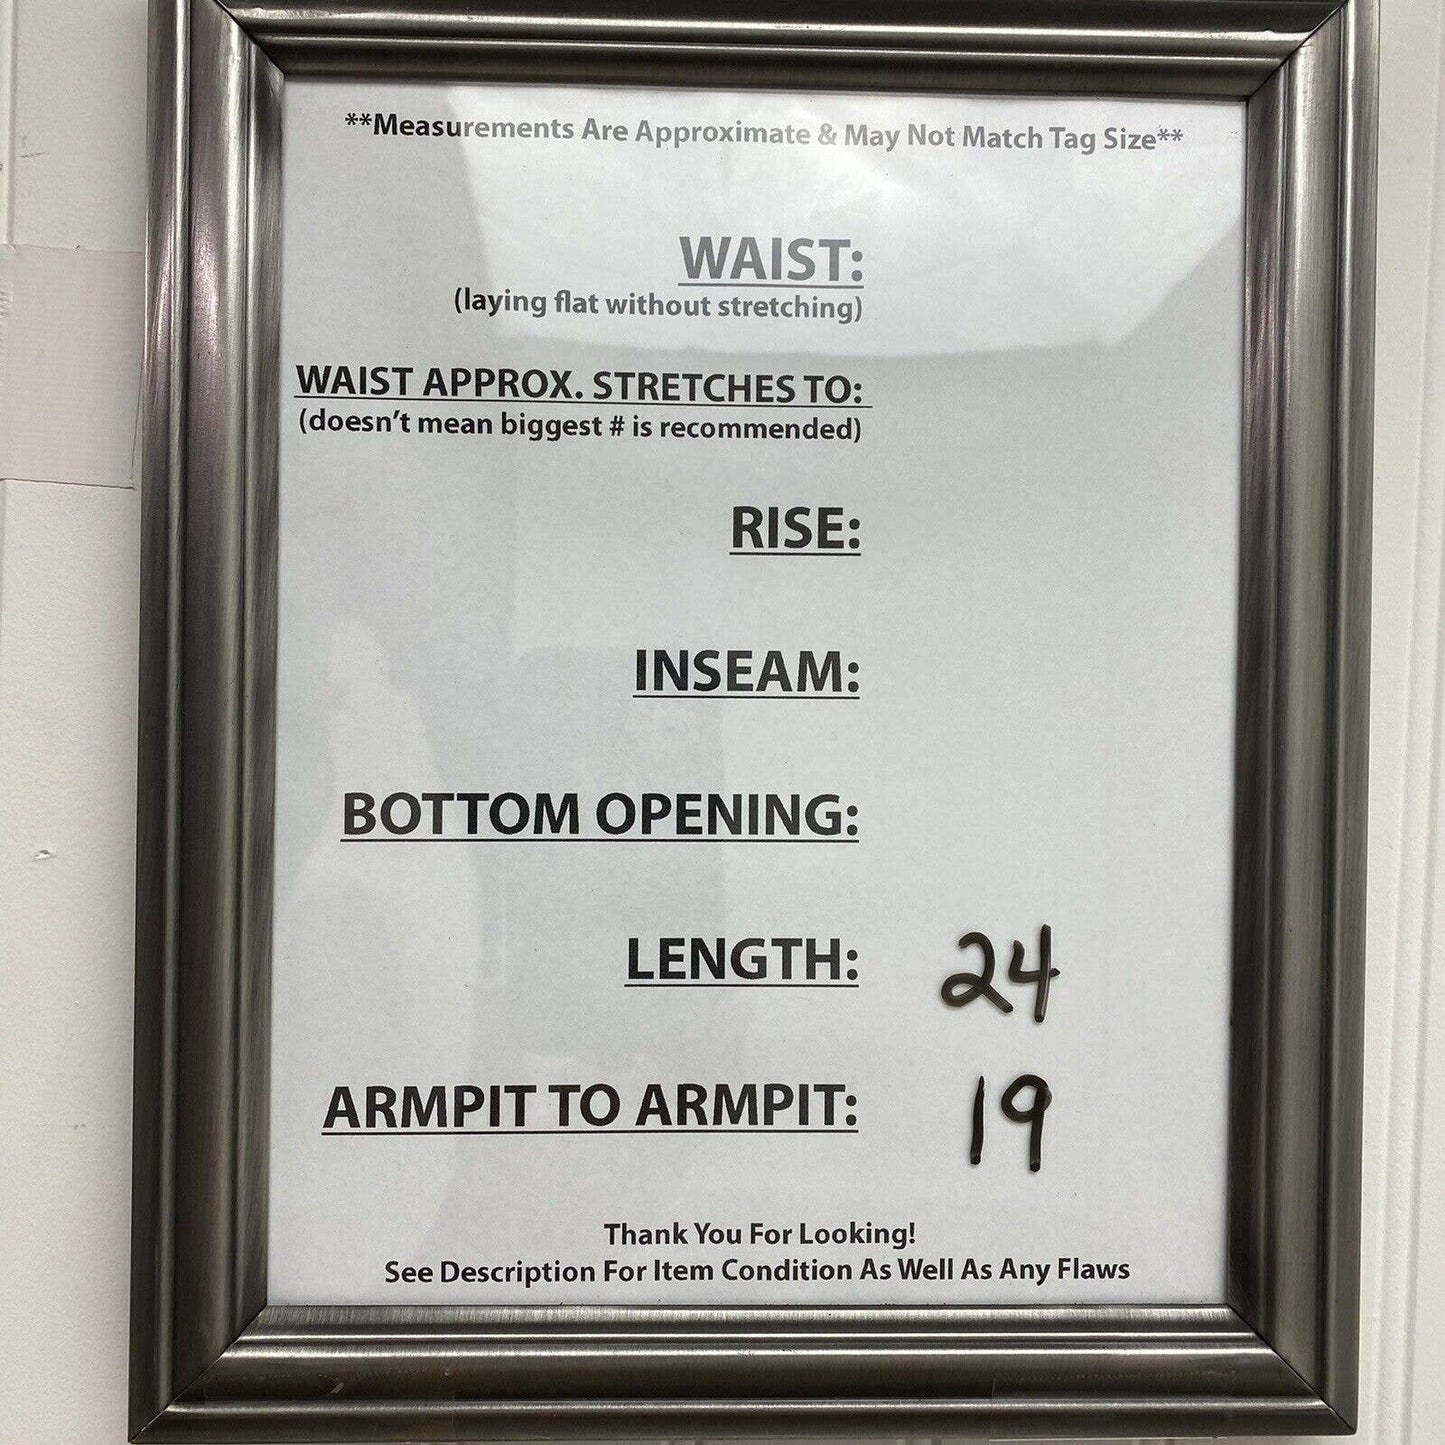 **Measurements Are Approximate & May Not Match Tag Size**
WAIST:
(laying flat without stretching)
WAIST APPROX. STRETCHES TO:
(doesn't mean biggest # is recommended)
RISE:
INSEAM:
BOTTOM OPENING:
LENGTH: 24
ARMPIT TO ARMPIT: 19
Thank You For Looking!
See Description For Item Condition As Well As Any Flaws